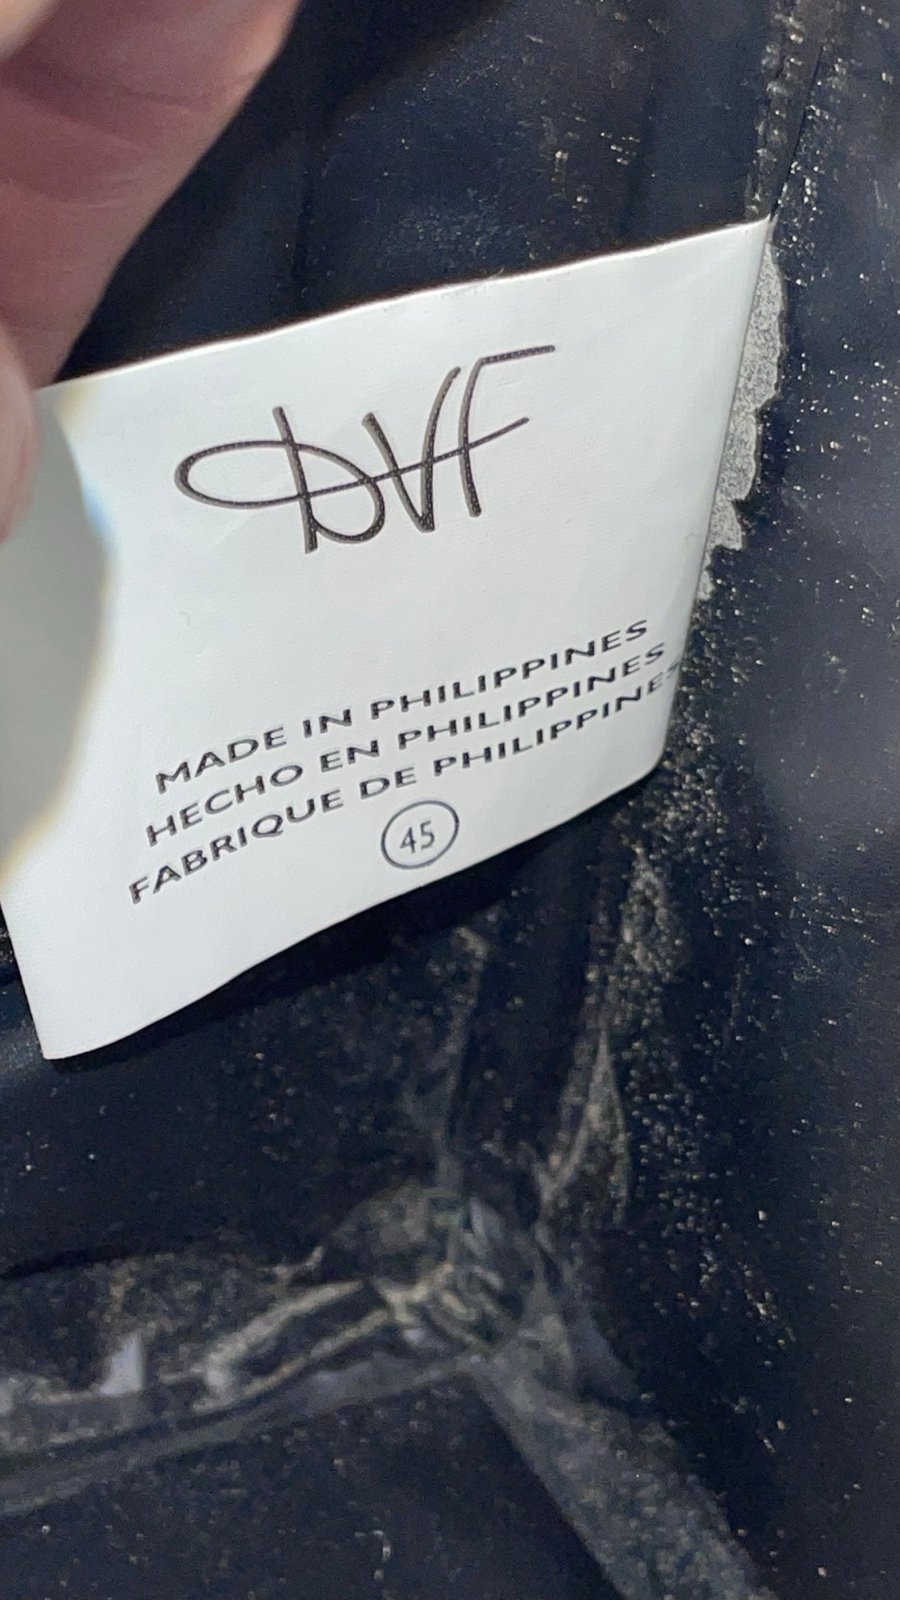 DVF
MADE IN PHILIPPINES
HECHO EN PHILIPPINES
FABRIQUE DE PHILIPPINES
45